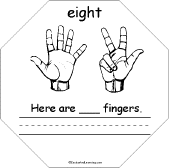 eight
Here are ___ fingers.
©EnchantedLearning.com